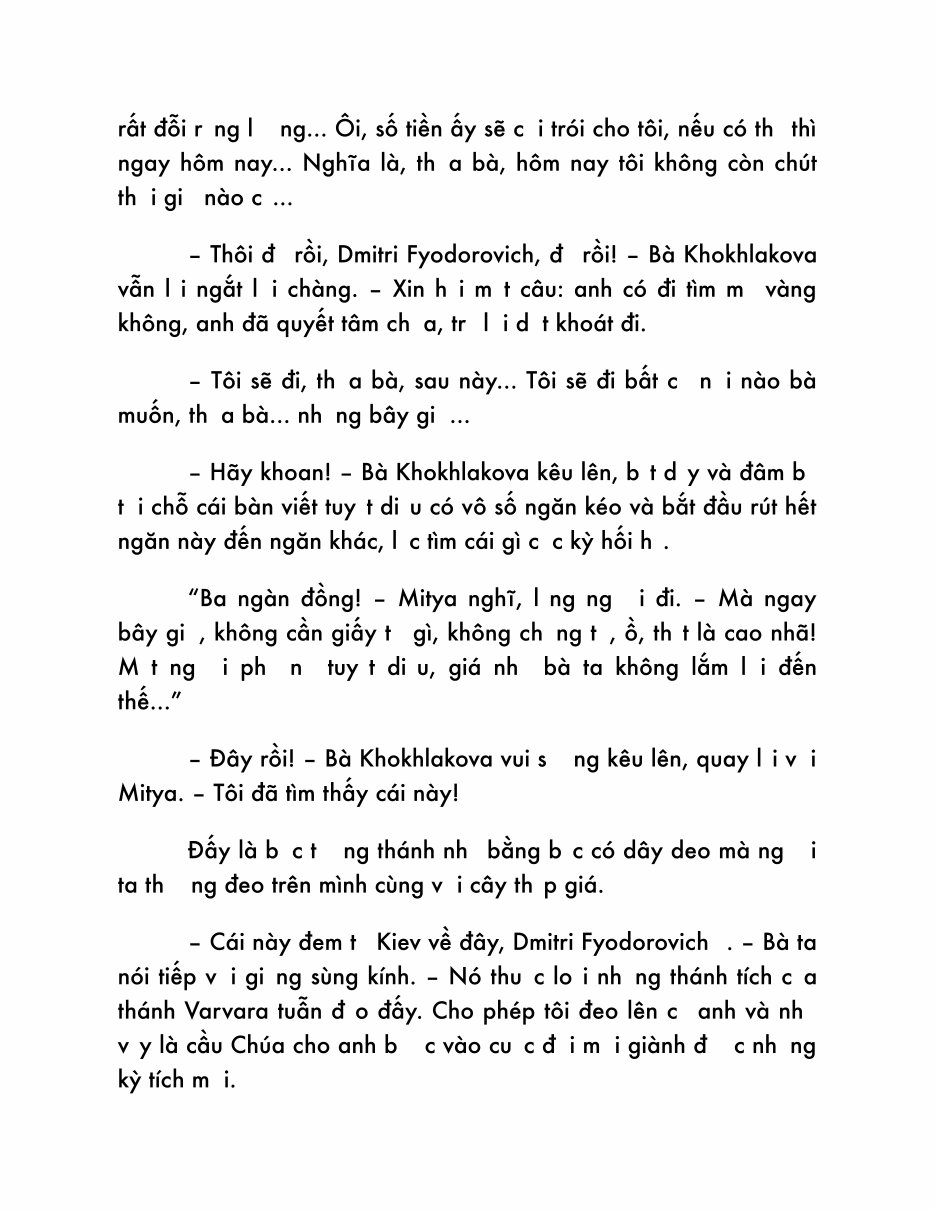 rất đỗi r ng l ng... Ôi, số tiền ấy sẽ c i trói cho tôi, nếu có th thì
ngay hôm nay... Nghĩa là, th a bà, hôm nay tôi không còn chút
th i gi nào c ...
– Thôi đ rồi, Dmitri Fyodorovich, đ rồi! – Bà Khokhlakova
vẫn l i ngắt l i chàng. – Xin h i m t câu: anh có đi tìm m vàng
không, anh đã quyết tâm ch a, tr l i d t khoát đi.
– Tôi sẽ đi, th a bà, sau này... Tôi sẽ đi bất c n i nào bà
muốn, th a bà... nh ng bây gi ...
– Hãy khoan! – Bà Khokhlakova kêu lên, b t d y và đâm b
t i chỗ cái bàn viết tuy t di u có vô số ngăn kéo và bắt đầu rút hết
ngăn này đến ngăn khác, l c tìm cái gì c c kỳ hối h .
“Ba ngàn đồng! – Mitya nghĩ, l ng ng i đi. – Mà ngay
bây gi , không cần giấy t gì, không ch ng t , ồ, th t là cao nhã!
M t ng i ph n tuy t di u, giá nh bà ta không lắm l i đến
thế...”
– Đây rồi! – Bà Khokhlakova vui s ng kêu lên, quay l i v i
Mitya. – Tôi đã tìm thấy cái này!
Đấy là b c t ng thánh nh bằng b c có dây deo mà ng i
ta th ng đeo trên mình cùng v i cây th p giá.
– Cái này đem t Kiev về đây, Dmitri Fyodorovich . – Bà ta
nói tiếp v i gi ng sùng kính. – Nó thu c lo i nh ng thánh tích c a
thánh Varvara tuẫn đ o đấy. Cho phép tôi đeo lên c anh và nh
v y là cầu Chúa cho anh b c vào cu c đ i m i giành đ c nh ng
kỳ tích m i.